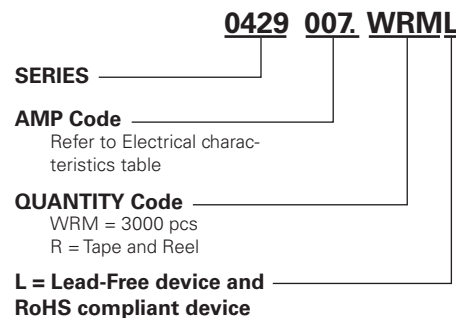 0429 007. WRML
SERIES
AMP Code
Refer to Electrical charac-
teristics table
QUANTITY Code
WRM = 3000 pcs
R = Tape and Reel
L = Lead-Free device and
RoHS compliant device